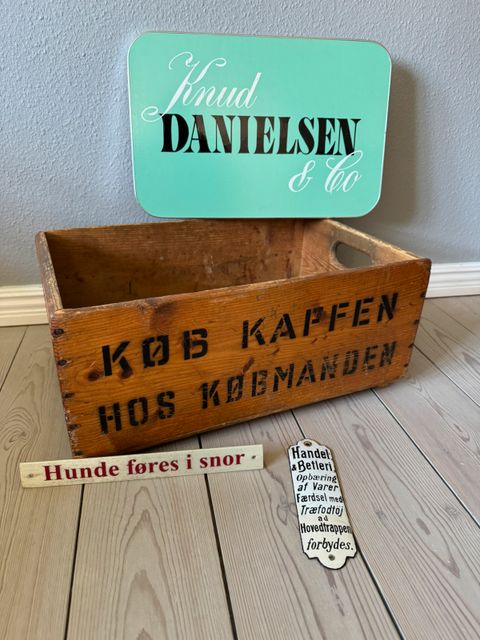 Knud
DANIELSEN
& Co
KØB KAFFEN
HOS KØBMANDEN
Hunde føres i snor
Handel
& Betleri,
Opbæring
af Varer
Færdsel med
Træfodtøj
ad
Hovedtrappen
forbydes.